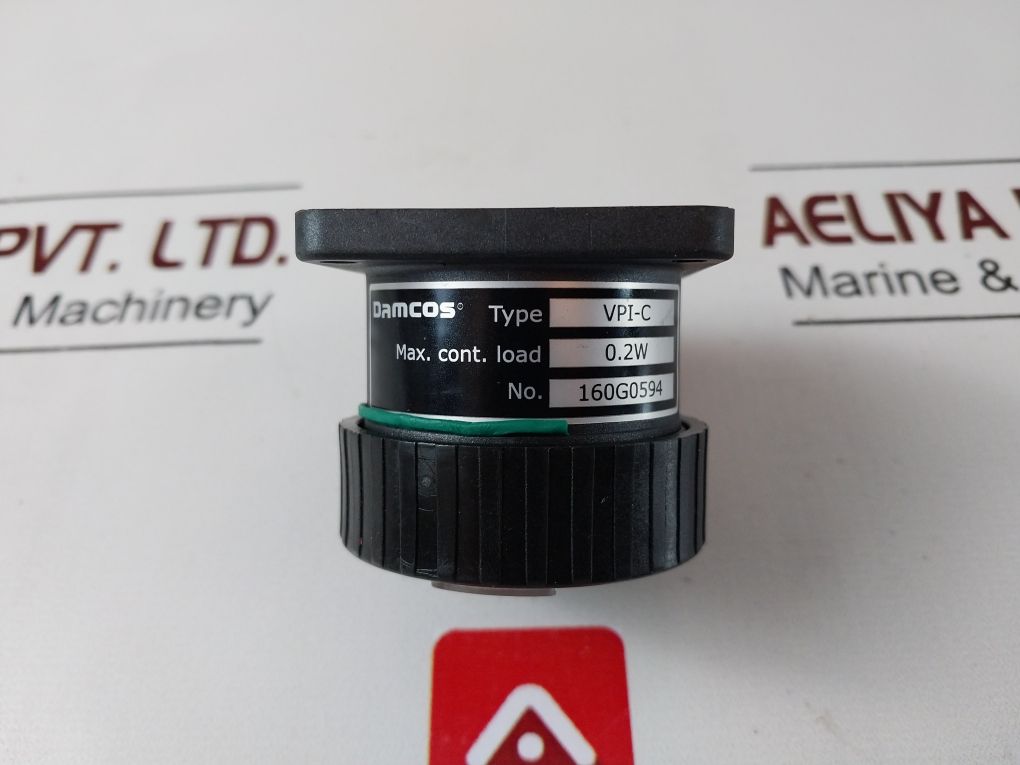 PVT. LTD.
Machinery
AELIYA
Marine &
DAMCOS©
Type VPI-C
Max. cont. load 0.2W
No. 160G0594